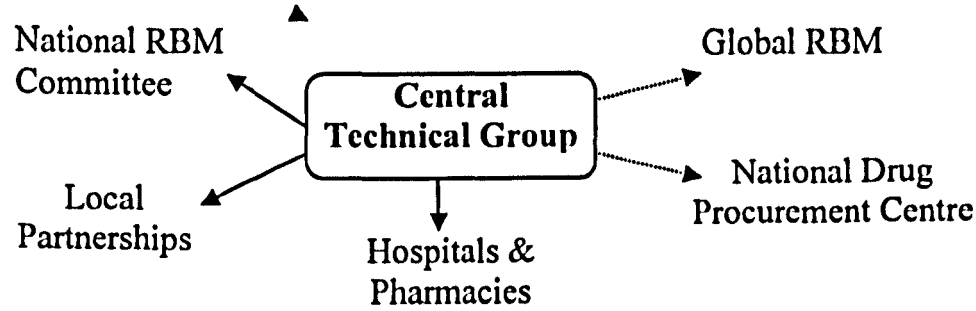 National RBM
Committee
Global RBM
Central
Technical Group
Local
Partnerships
National Drug
Procurement Centre
Hospitals &
Pharmacies